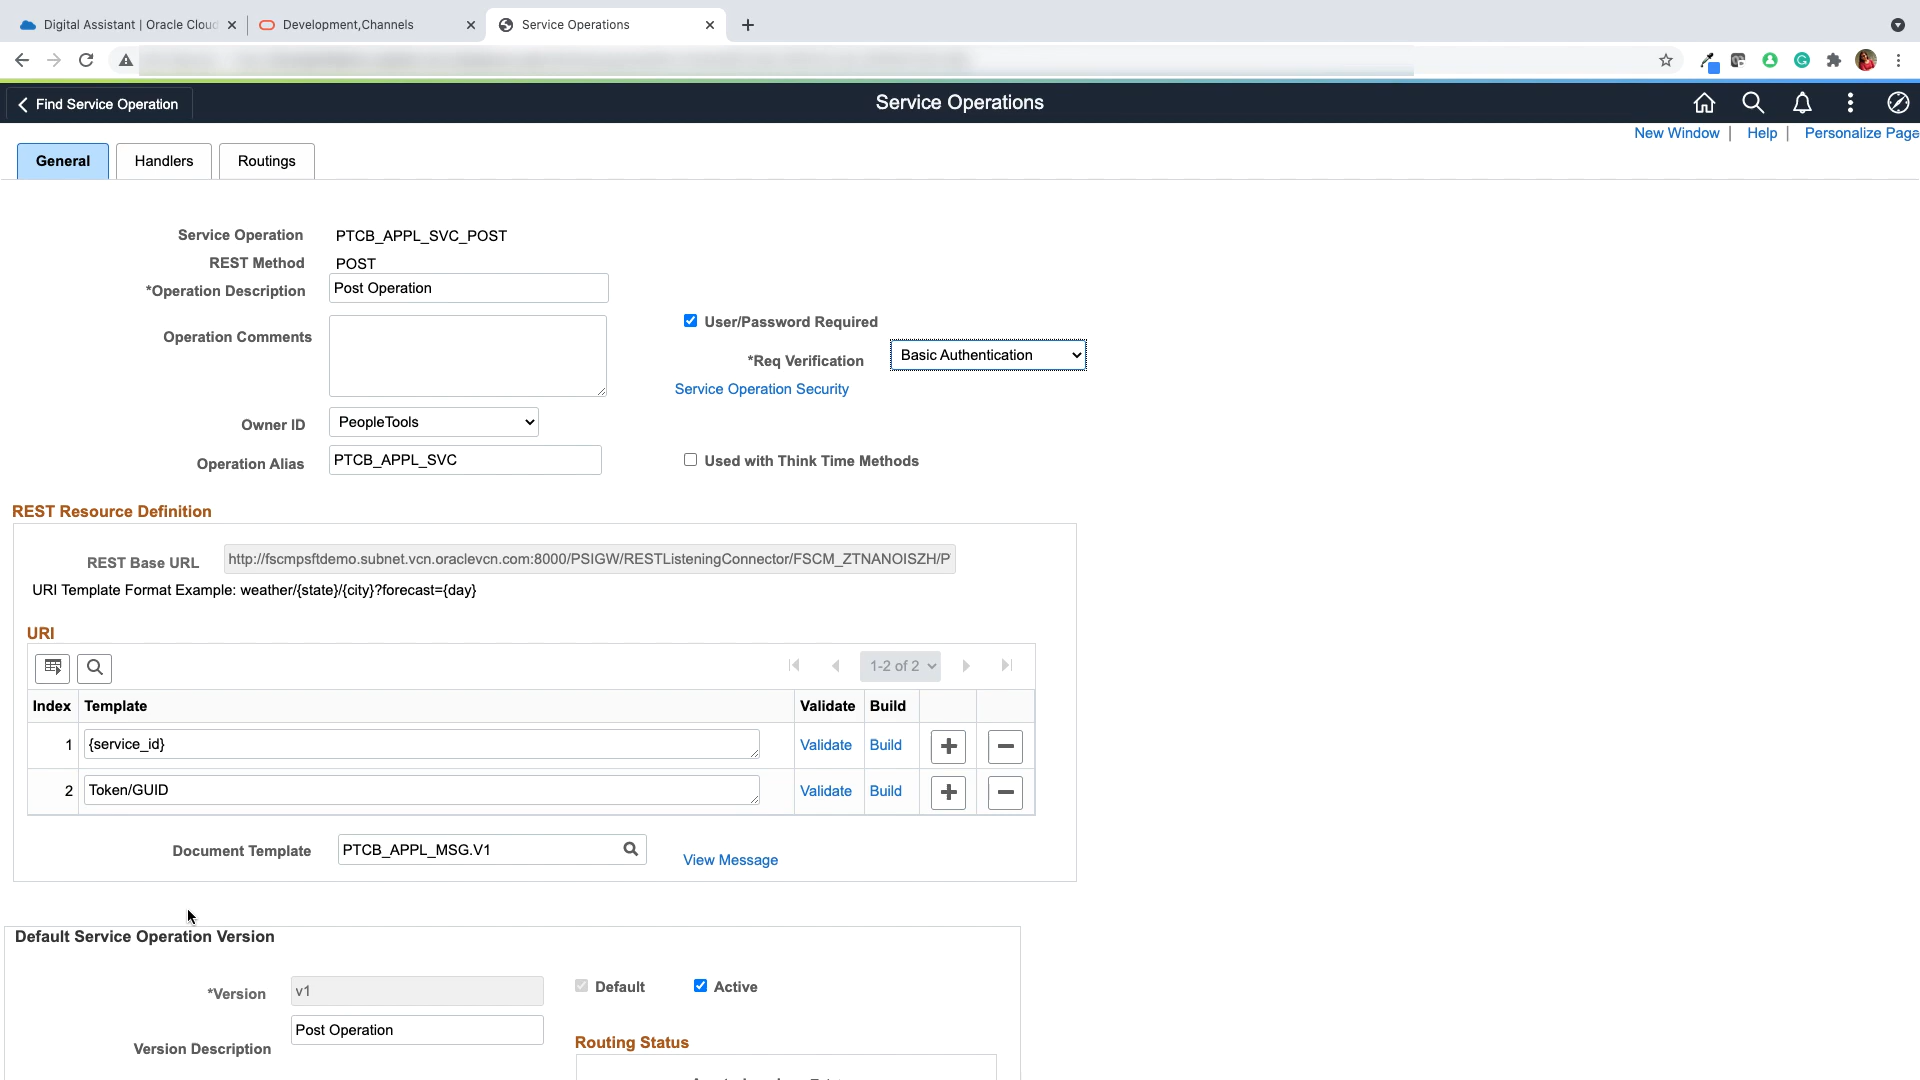 Digital Assistant | Oracle Cloud
Development,Channels
Service Operations
Find Service Operation
Service Operations
New Window | Help | Personalize Page
General
Handlers
Routings
Service Operation PTCB_APPL_SVC_POST
REST Method POST
*Operation Description Post Operation
Operation Comments
User/Password Required
*Req Verification Basic Authentication
Service Operation Security
Owner ID PeopleTools
Operation Alias PTCB_APPL_SVC
Used with Think Time Methods
REST Resource Definition
REST Base URL http://fscmpsftdemo.subnet.vcn.oraclevcn.com:8000/PSIGW/RESTListeningConnector/FSCM_ZTNANOISZH/P
URI Template Format Example: weather/{state}/{city}?forecast={day}
URI
1-2 of 2
Index Template Validate Build
1 {service_id} Validate Build
2 Token/GUID Validate Build
Document Template PTCB_APPL_MSG.V1
View Message
Default Service Operation Version
*Version v1
Default
Active
Version Description Post Operation
Routing Status